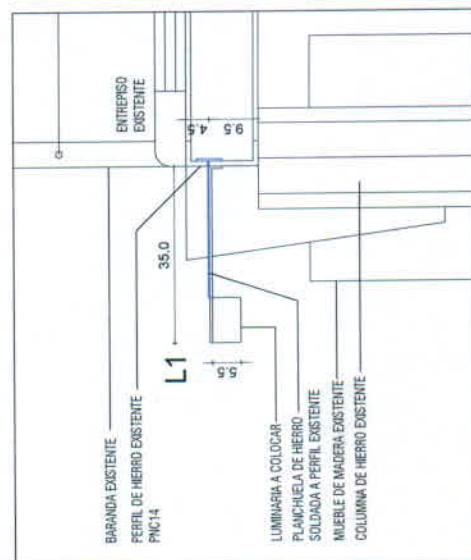 BARANDA EXISTENTE
PERFIL DE HIERRO EXISTENTE
PNC14
ENTREPISO
EXISTENTE
35.0
4.5
9.5
L1
5.5
LUMINARIA A COLOCAR
PLANCHUELA DE HIERRO
SOLDADA A PERFIL EXISTENTE
MUEBLE DE MADERA EXISTENTE
COLUMNA DE HIERRO EXISTENTE